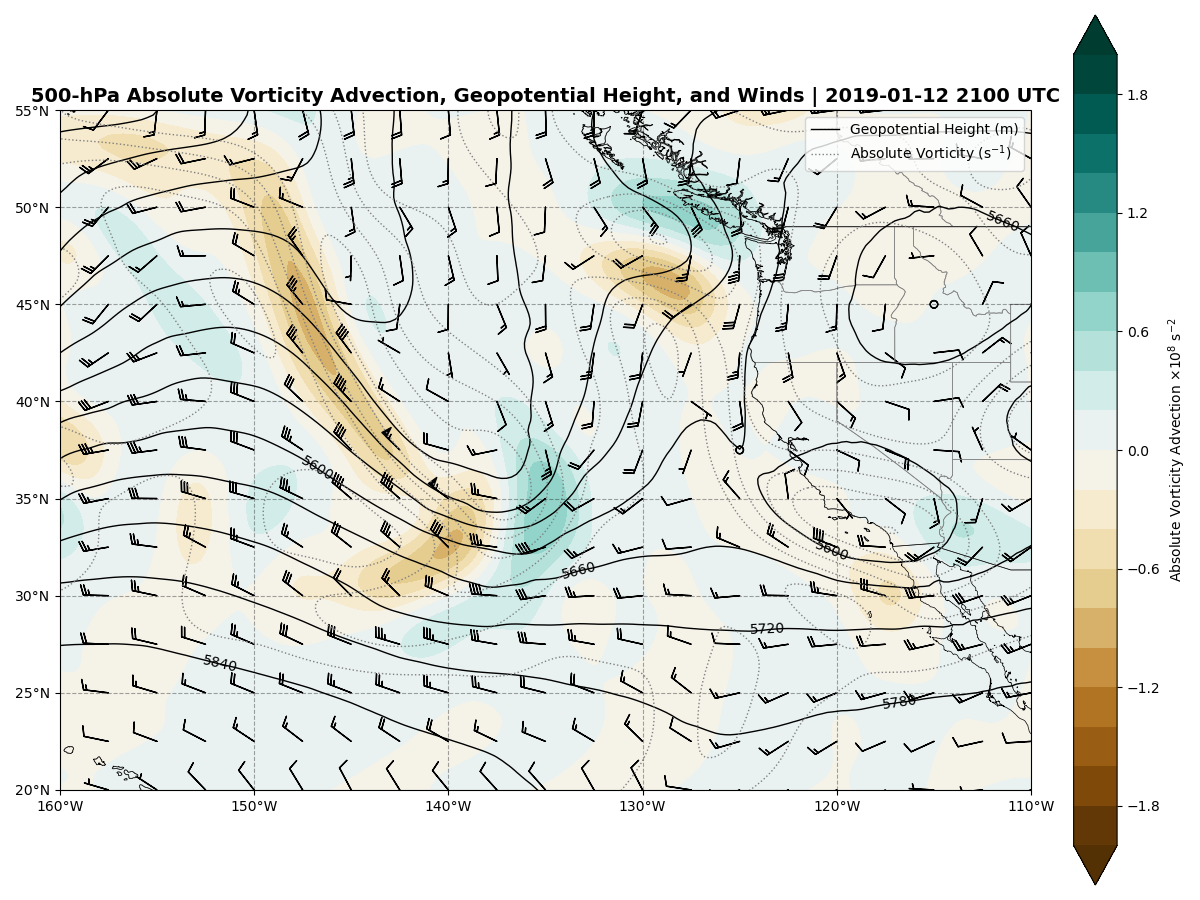 500-hPa Absolute Vorticity Advection, Geopotential Height, and Winds | 2019-01-12 2100 UTC
Geopotential Height (m)
Absolute Vorticity (s⁻¹)
55°N
50°N
45°N
40°N
35°N
30°N
25°N
20°N
160°W
150°W
140°W
130°W
120°W
110°W
5660
5600
5600
5660
5720
5840
5780
1.8
1.2
0.6
0.0
−0.6
−1.2
−1.8
Absolute Vorticity Advection ×10⁸ s⁻²